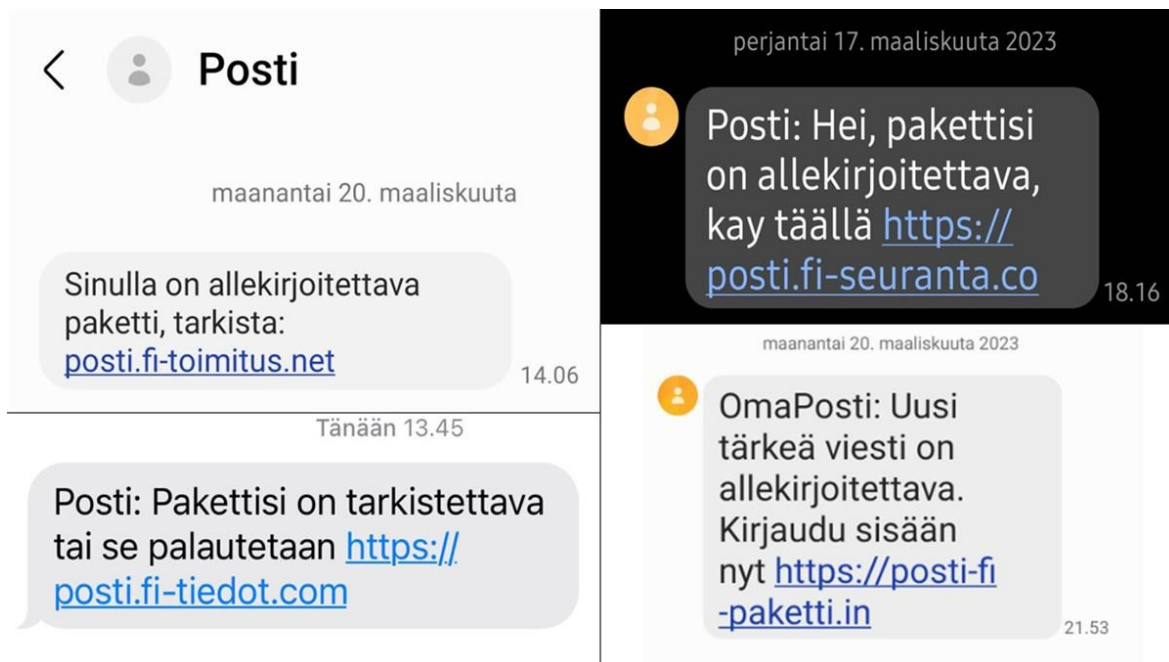 Posti
maanantai 20. maaliskuuta
Sinulla on allekirjoitettava
paketti, tarkista:
posti.fi-toimitus.net
14.06
Tänään 13.45
Posti: Pakettisi on tarkistettava
tai se palautetaan https://
posti.fi-tiedot.com
perjantai 17. maaliskuuta 2023
Posti: Hei, pakettisi
on allekirjoitettava,
kay täällä https://
posti.fi-seuranta.co
18.16
maanantai 20. maaliskuuta 2023
OmaPosti: Uusi
tärkeä viesti on
allekirjoitettava.
Kirjaudu sisään
nyt https://posti-fi
-paketti.in
21.53